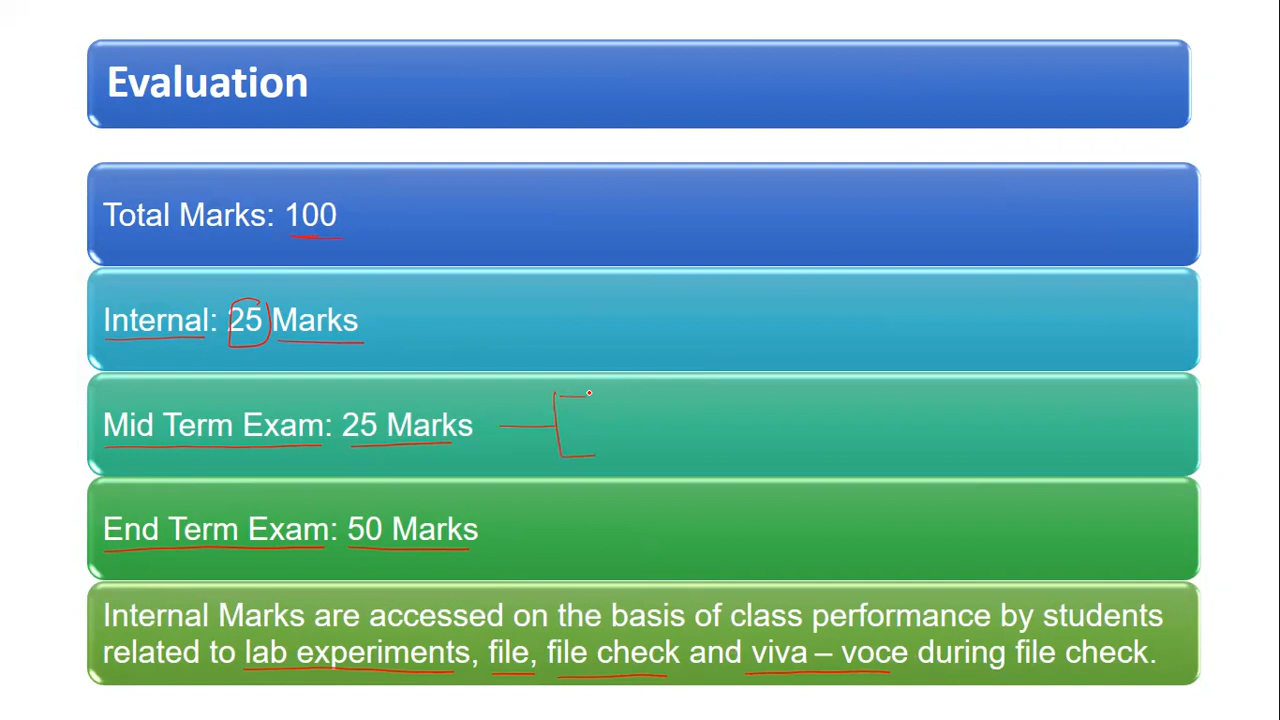 Evaluation
Total Marks: 100
Internal: 25 Marks
Mid Term Exam: 25 Marks
End Term Exam: 50 Marks
Internal Marks are accessed on the basis of class performance by students
related to lab experiments, file, file check and viva – voce during file check.